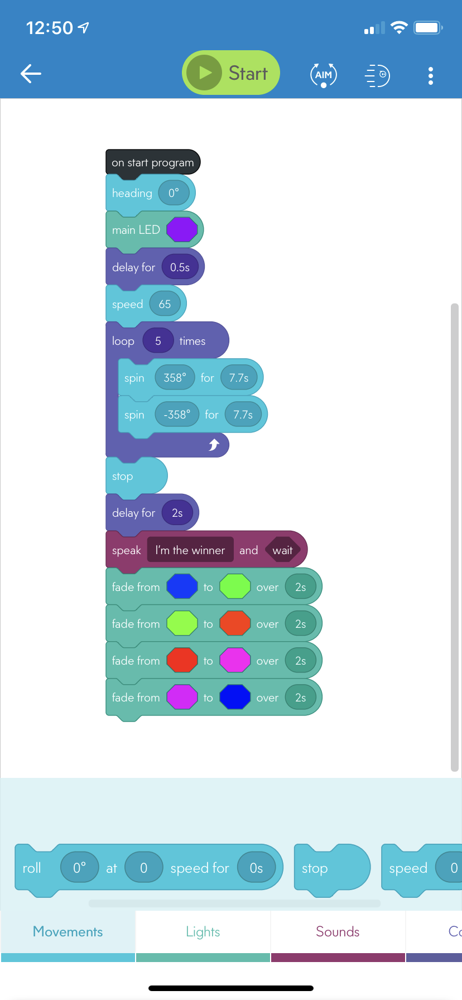 12:50
Start
AIM
on start program
heading 0°
main LED
delay for 0.5s
speed 65
loop 5 times
spin 358° for 7.7s
spin -358° for 7.7s
stop
delay for 2s
speak I'm the winner and wait
fade from to over 2s
fade from to over 2s
fade from to over 2s
fade from to over 2s
roll 0° at 0 speed for 0s stop speed 0
Movements Lights Sounds Co